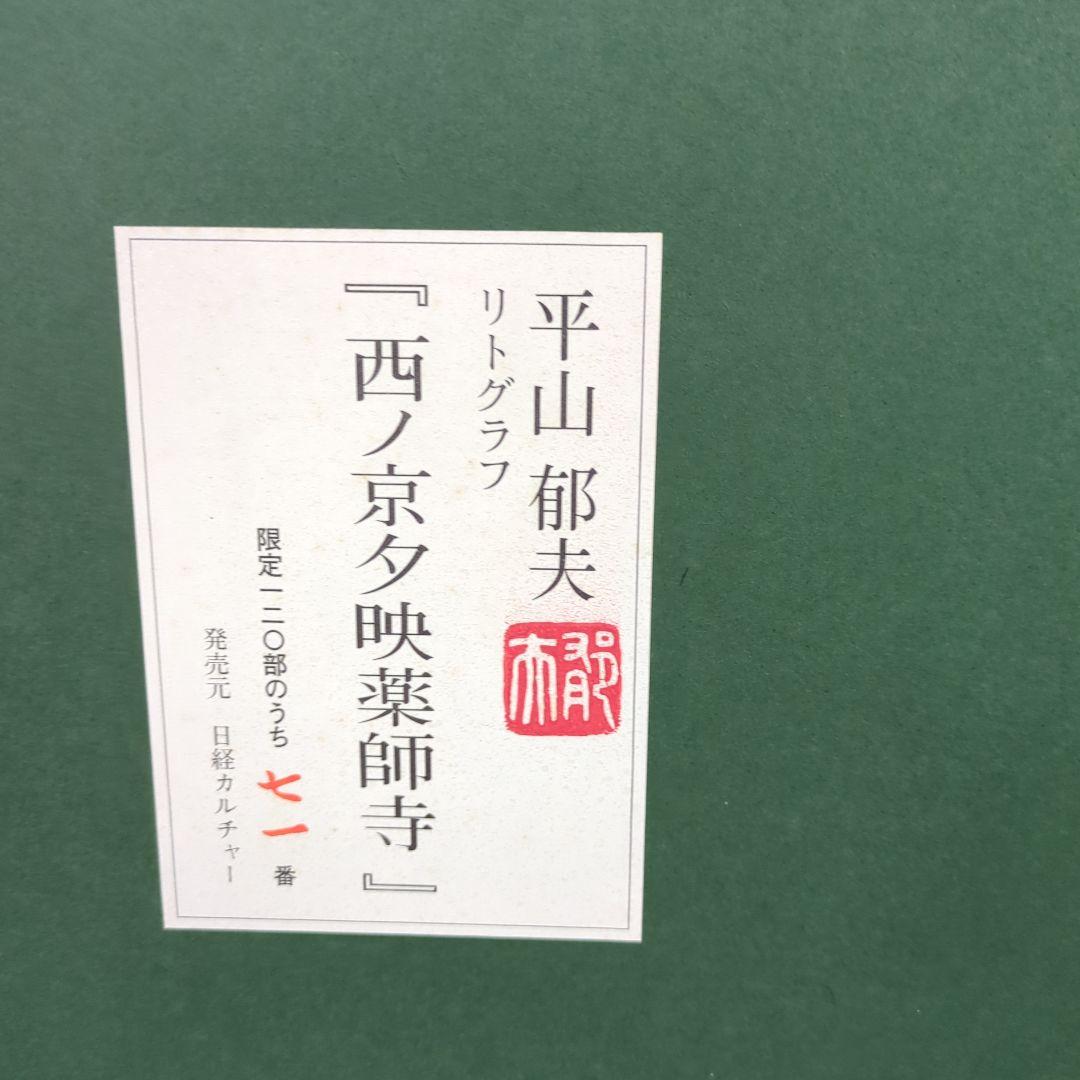 平山 郁夫
郁夫
リトグラフ
『西ノ京夕映薬師寺』
限定一二〇部のうち 七一 番
発売元 日経カルチャー